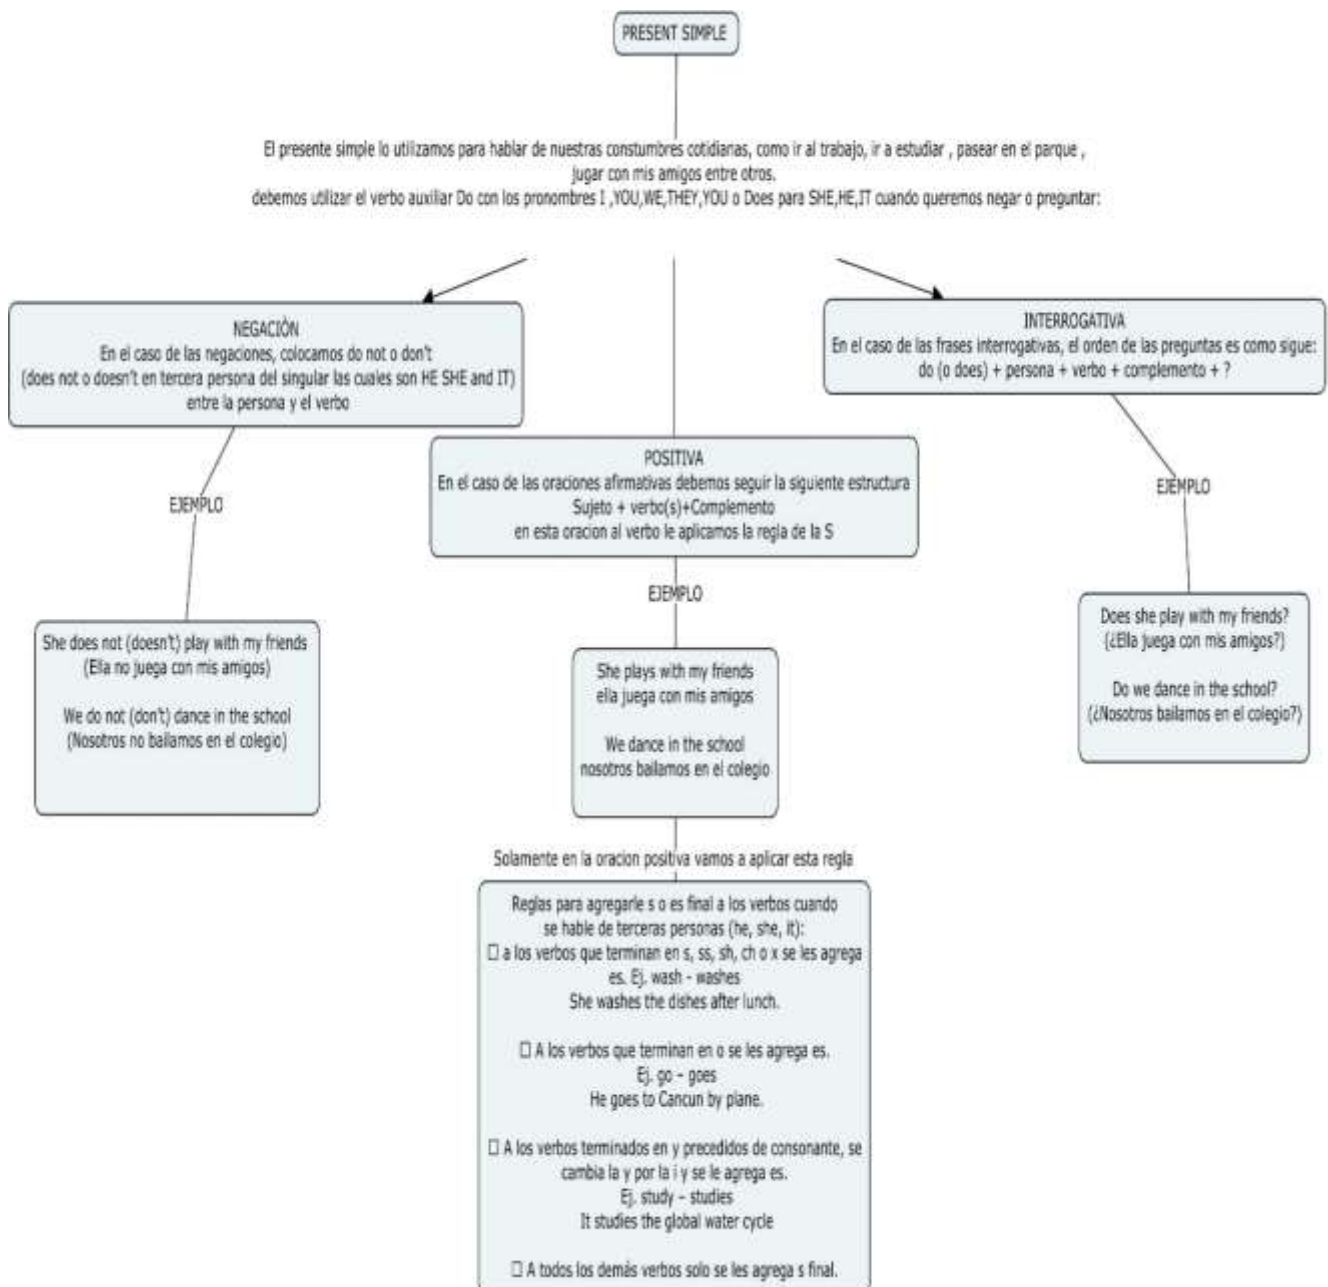 PRESENT SIMPLE
El presente simple lo utilizamos para hablar de nuestras constumbres cotidianas, como ir al trabajo, ir a estudiar , pasear en el parque ,
jugar con mis amigos entre otros.
debemos utilizar el verbo auxiliar Do con los pronombres I ,YOU,WE,THEY,YOU o Does para SHE,HE,IT cuando queremos negar o preguntar:
NEGACIÒN
En el caso de las negaciones, colocamos do not o don't
(does not o doesn't en tercera persona del singular las cuales son HE SHE and IT)
entre la persona y el verbo
EJEMPLO
She does not (doesn't) play with my friends
(Ella no juega con mis amigos)
We do not (don't) dance in the school
(Nosotros no bailamos en el colegio)
POSITIVA
En el caso de las oraciones afirmativas debemos seguir la siguiente estructura
Sujeto + verbo(s)+Complemento
en esta oracion al verbo le aplicamos la regla de la S
EJEMPLO
She plays with my friends
ella juega con mis amigos
We dance in the school
nosotros bailamos en el colegio
Solamente en la oracion positiva vamos a aplicar esta regla
Reglas para agregarle s o es final a los verbos cuando
se hable de terceras personas (he, she, it):
□ a los verbos que terminan en s, ss, sh, ch o x se les agrega
es. Ej. wash - washes
She washes the dishes after lunch.
□ A los verbos que terminan en o se les agrega es.
Ej. go – goes
He goes to Cancun by plane.
□ A los verbos terminados en y precedidos de consonante, se
cambia la y por la i y se le agrega es.
Ej. study – studies
It studies the global water cycle
□ A todos los demàs verbos solo se les agrega s final.
INTERROGATIVA
En el caso de las frases interrogativas, el orden de las preguntas es como sigue:
do (o does) + persona + verbo + complemento + ?
EJEMPLO
Does she play with my friends?
(¿Ella juega con mis amigos?)
Do we dance in the school?
(¿Nosotros bailamos en el colegio?)